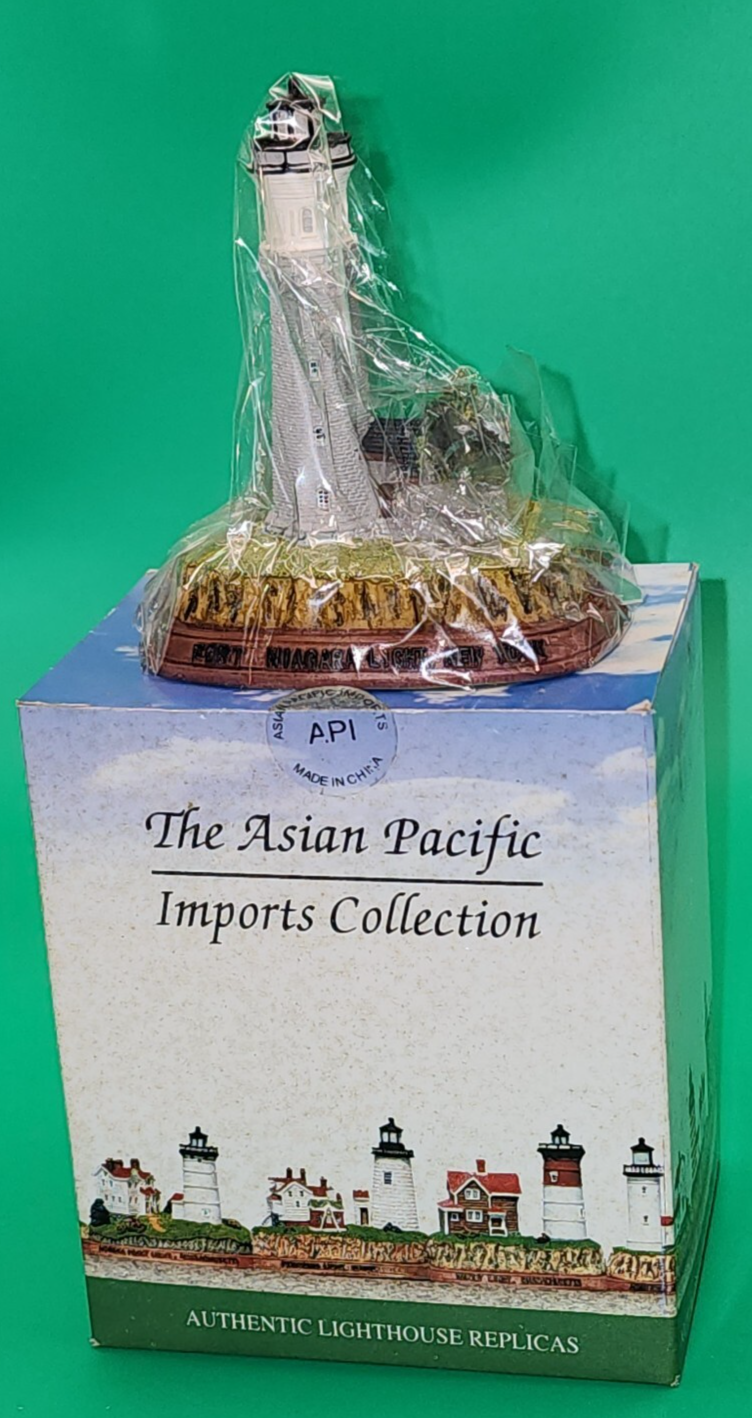 FORT NIAGARA LIGHT, NEW YORK
ASIAN PACIFIC IMPORTS
API
MADE IN CHINA
The Asian Pacific
Imports Collection
AUTHENTIC LIGHTHOUSE REPLICAS